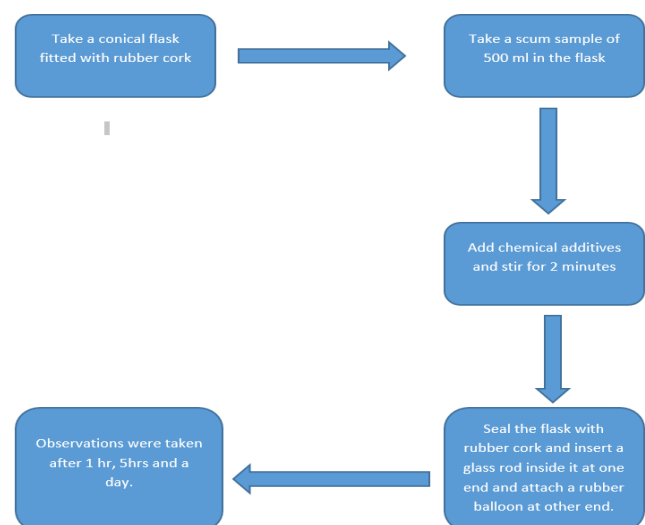 Take a conical flask
fitted with rubber cork
Take a scum sample of
500 ml in the flask
Add chemical additives
and stir for 2 minutes
Seal the flask with
rubber cork and insert a
glass rod inside it at one
end and attach a rubber
balloon at other end.
Observations were taken
after 1 hr, 5hrs and a
day.